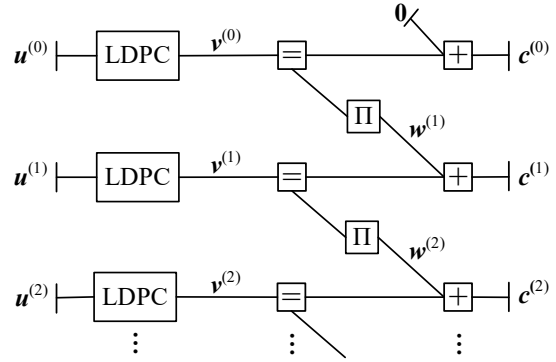 0
u^(0) LDPC v^(0) = + c^(0)
Π w^(1)
u^(1) LDPC v^(1) = + c^(1)
Π w^(2)
u^(2) LDPC v^(2) = + c^(2)
⋮ ⋮ ⋮